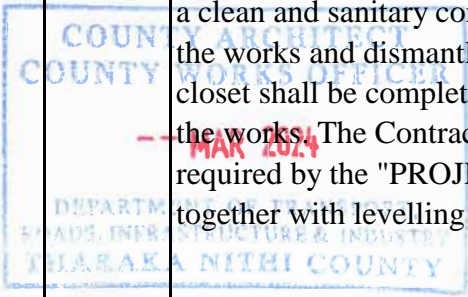 a clean and sanitary co
the works and dismantl
closet shall be complet
the works. The Contrac
required by the "PROJE
together with levelling
COUNTY ARCHITECT
COUNTY WORKS OFFICER
-- MAR 2024
DEPARTMENT OF TRANSPORT,
ROADS, INFRASTRUCTURE & INDUSTRY
THARAKA NITHI COUNTY